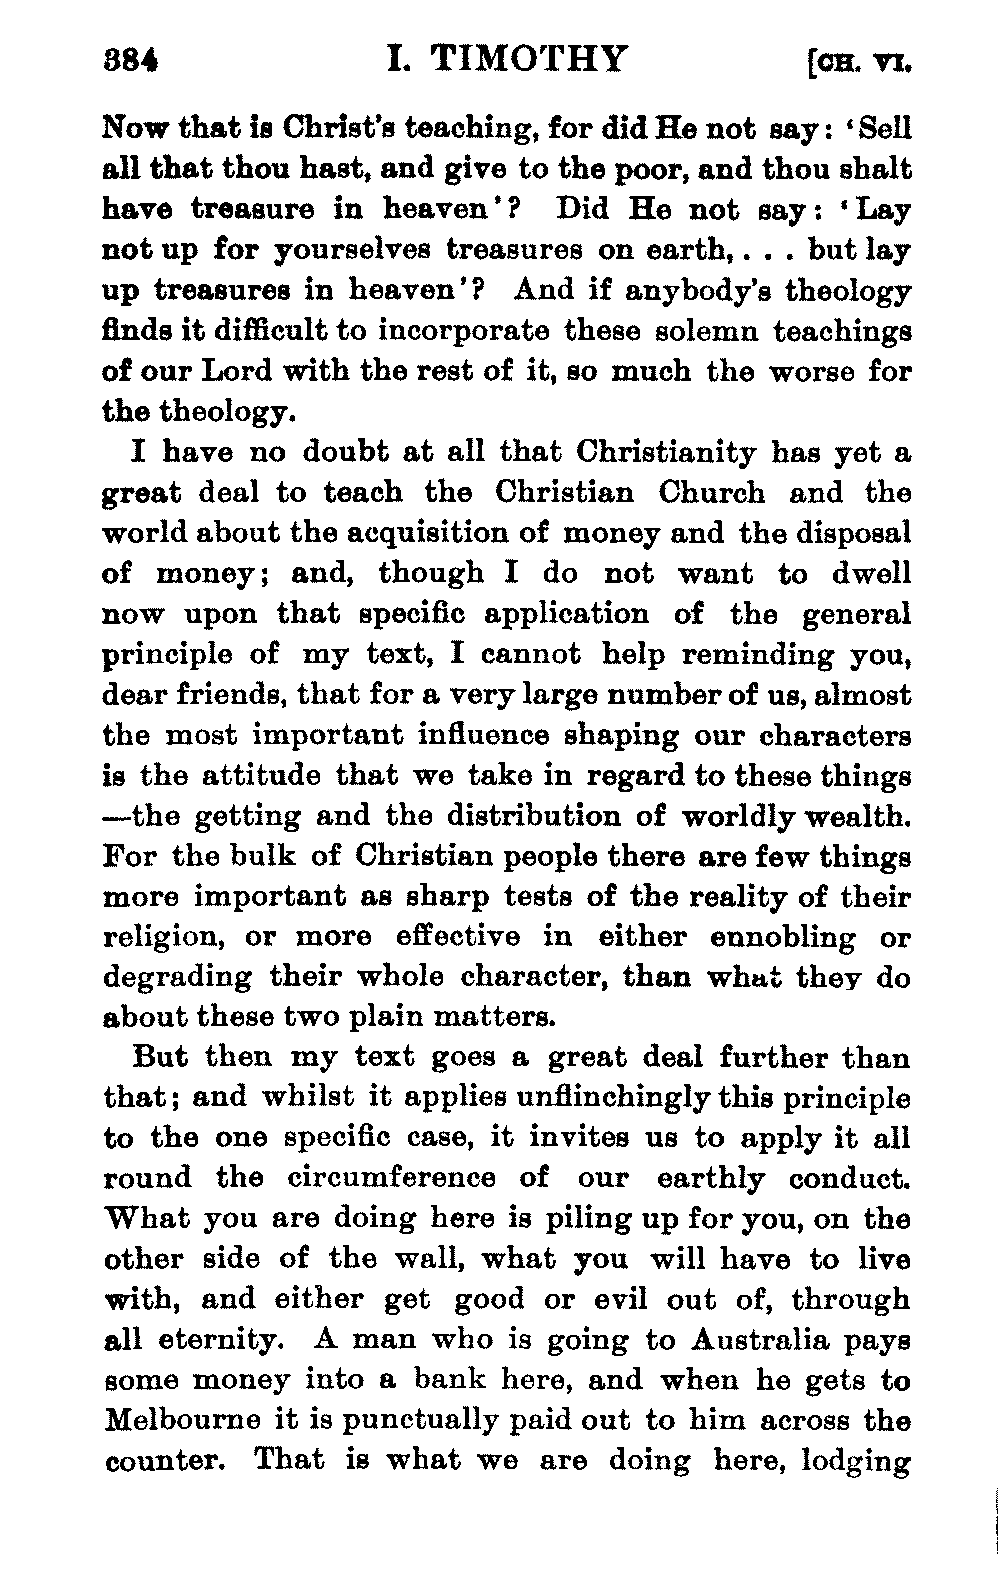 384 I. TIMOTHY [CH. VI.
Now that is Christ's teaching, for did He not say: 'Sell
all that thou hast, and give to the poor, and thou shalt
have treasure in heaven'? Did He not say: 'Lay
not up for yourselves treasures on earth, . . . but lay
up treasures in heaven'? And if anybody's theology
finds it difficult to incorporate these solemn teachings
of our Lord with the rest of it, so much the worse for
the theology.
I have no doubt at all that Christianity has yet a
great deal to teach the Christian Church and the
world about the acquisition of money and the disposal
of money; and, though I do not want to dwell
now upon that specific application of the general
principle of my text, I cannot help reminding you,
dear friends, that for a very large number of us, almost
the most important influence shaping our characters
is the attitude that we take in regard to these things
—the getting and the distribution of worldly wealth.
For the bulk of Christian people there are few things
more important as sharp tests of the reality of their
religion, or more effective in either ennobling or
degrading their whole character, than what they do
about these two plain matters.
But then my text goes a great deal further than
that; and whilst it applies unflinchingly this principle
to the one specific case, it invites us to apply it all
round the circumference of our earthly conduct.
What you are doing here is piling up for you, on the
other side of the wall, what you will have to live
with, and either get good or evil out of, through
all eternity. A man who is going to Australia pays
some money into a bank here, and when he gets to
Melbourne it is punctually paid out to him across the
counter. That is what we are doing here, lodging